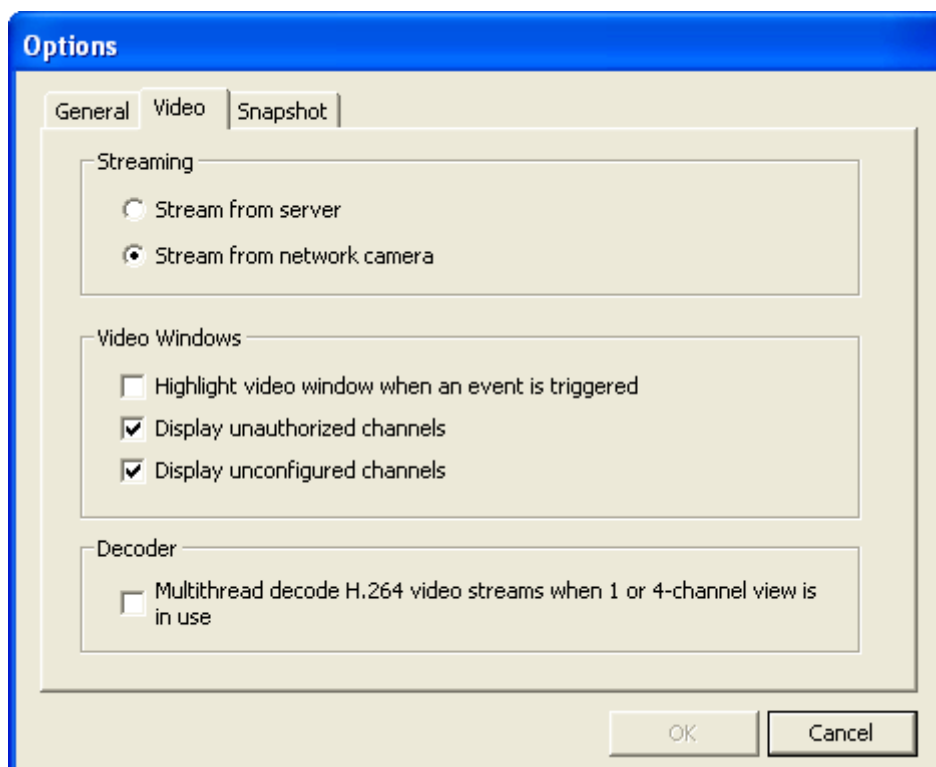 Options
General Video Snapshot
Streaming
Stream from server
Stream from network camera
Video Windows
Highlight video window when an event is triggered
Display unauthorized channels
Display unconfigured channels
Decoder
Multithread decode H.264 video streams when 1 or 4-channel view is
in use
OK Cancel